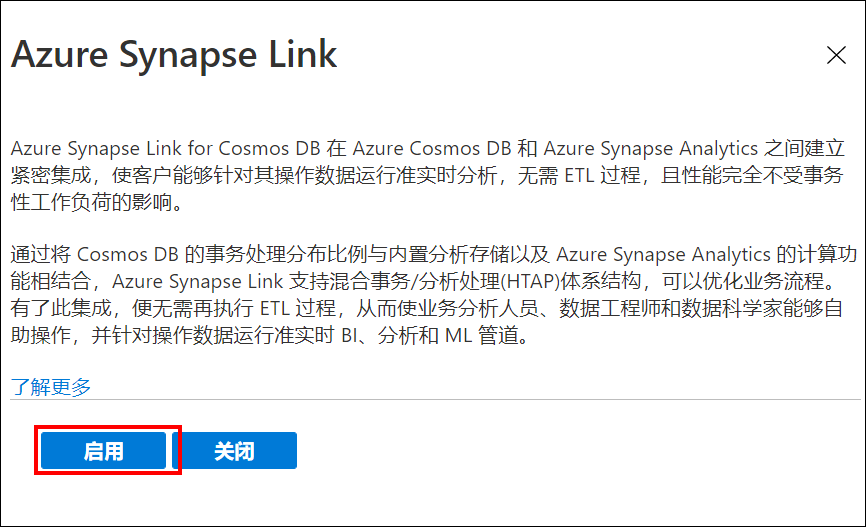 Azure Synapse Link
Azure Synapse Link for Cosmos DB 在 Azure Cosmos DB 和 Azure Synapse Analytics 之间建立
紧密集成，使客户能够针对其操作数据运行准实时分析，无需 ETL 过程，且性能完全不受事务
性工作负荷的影响。
通过将 Cosmos DB 的事务处理分布比例与内置分析存储以及 Azure Synapse Analytics 的计算功
能相结合，Azure Synapse Link 支持混合事务/分析处理(HTAP)体系结构，可以优化业务流程。
有了此集成，便无需再执行 ETL 过程，从而使业务分析人员、数据工程师和数据科学家能够自
助操作，并针对操作数据运行准实时 BI、分析和 ML 管道。
了解更多
启用 关闭